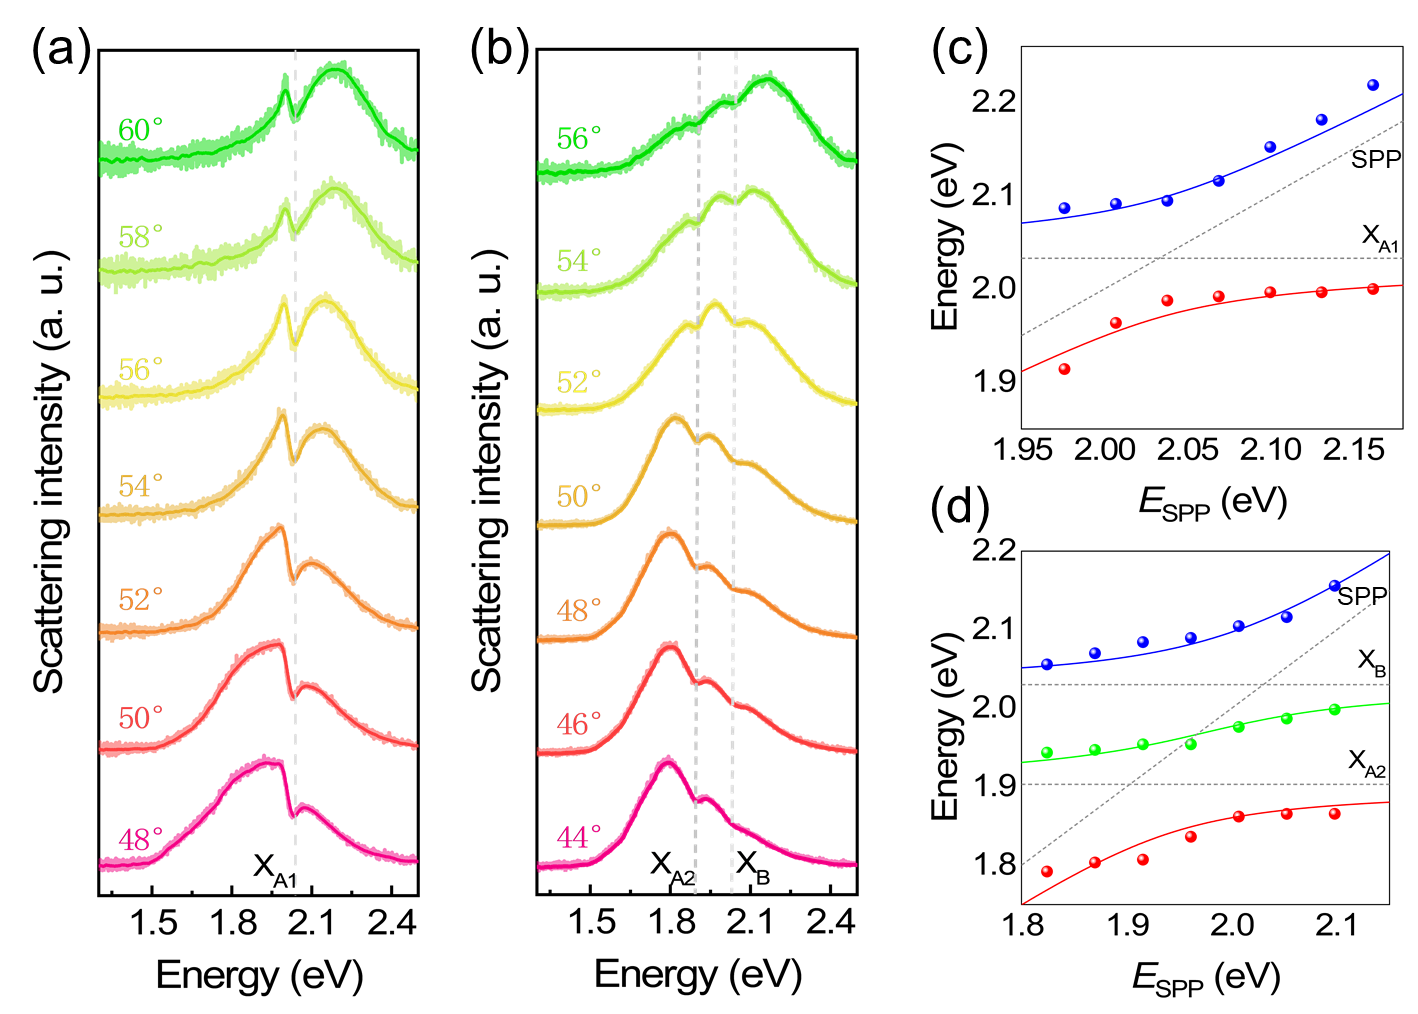 (a)
Scattering intensity (a. u.)
60°
58°
56°
54°
52°
50°
48°
X_A1
1.5 1.8 2.1 2.4
Energy (eV)
(b)
Scattering intensity (a. u.)
56°
54°
52°
50°
48°
46°
44°
X_A2 X_B
1.5 1.8 2.1 2.4
Energy (eV)
(c)
Energy (eV)
2.2
2.1
2.0
1.9
SPP
X_A1
1.95 2.00 2.05 2.10 2.15
E_SPP (eV)
(d)
Energy (eV)
2.2
2.1
2.0
1.9
1.8
SPP
X_B
X_A2
1.8 1.9 2.0 2.1
E_SPP (eV)